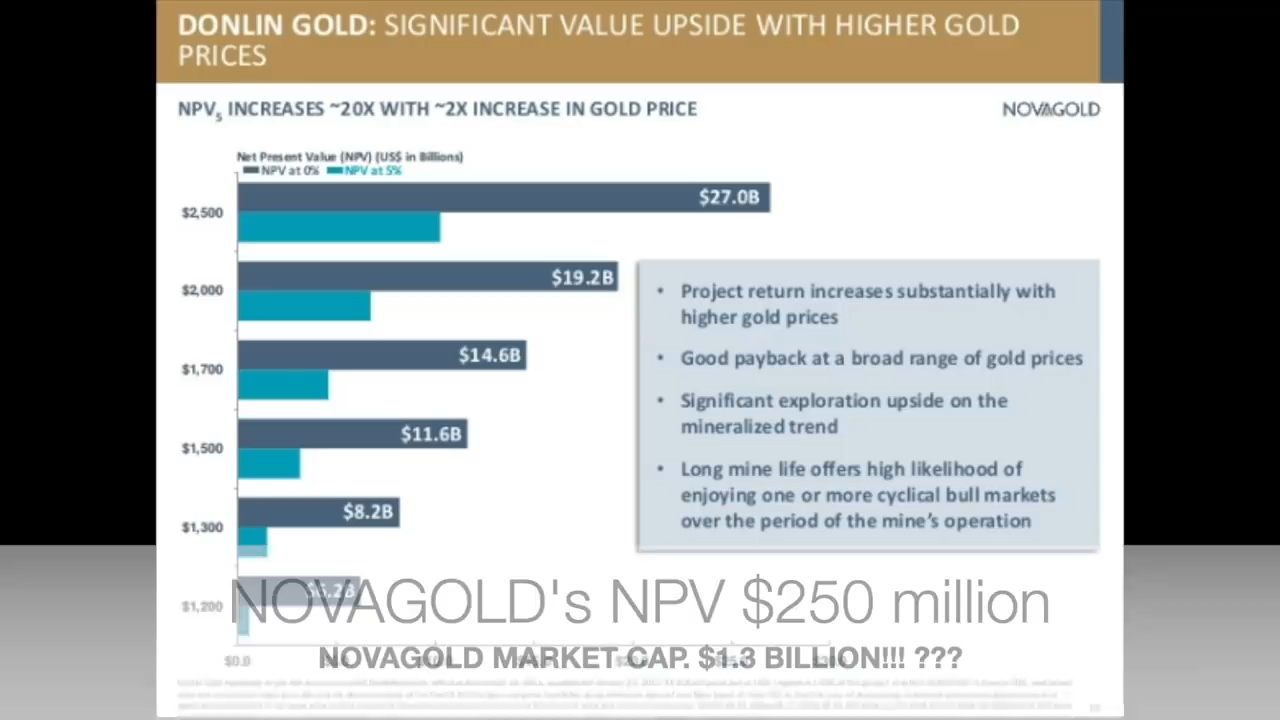 DONLIN GOLD: SIGNIFICANT VALUE UPSIDE WITH HIGHER GOLD
PRICES
NPV5 INCREASES ~20X WITH ~2X INCREASE IN GOLD PRICE
NOVAGOLD
Net Present Value (NPV) (US$ in Billions)
NPV at 0% NPV at 5%
$2,500
$27.0B
$2,000
$19.2B
$1,700
$14.6B
$1,500
$11.6B
$1,300
$8.2B
$1,200
$6.2B
• Project return increases substantially with
higher gold prices
• Good payback at a broad range of gold prices
• Significant exploration upside on the
mineralized trend
• Long mine life offers high likelihood of
enjoying one or more cyclical bull markets
over the period of the mine's operation
NOVAGOLD's NPV $250 million
$0.0
NOVAGOLD MARKET CAP. $1.3 BILLION!!! ???